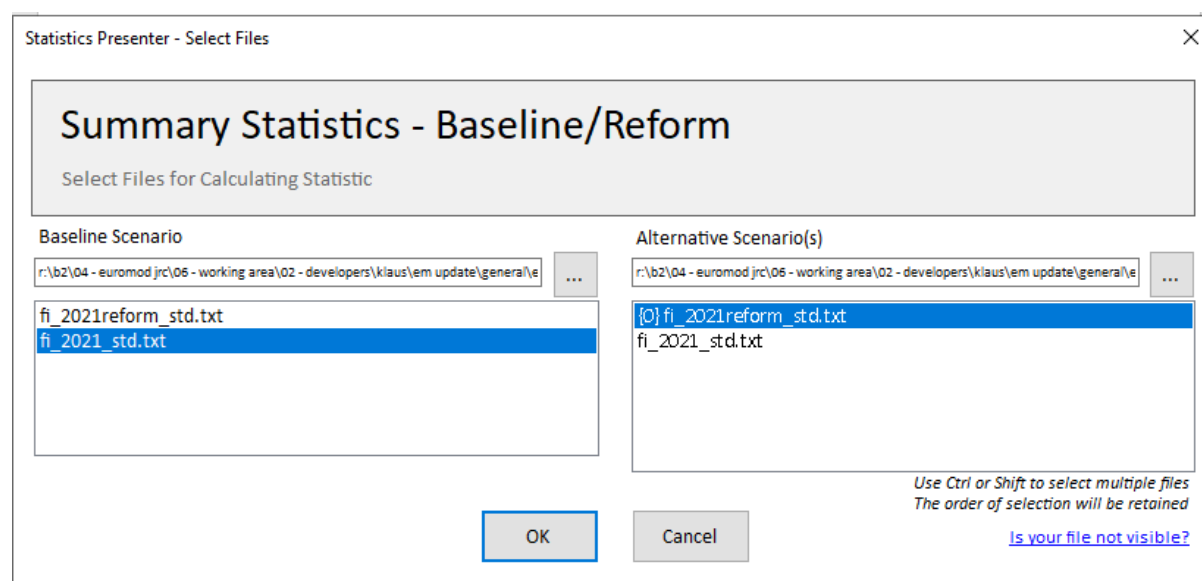 Statistics Presenter - Select Files
Summary Statistics - Baseline/Reform
Select Files for Calculating Statistic
Baseline Scenario
r:\b2\04 - euromod jrc\06 - working area\02 - developers\klaus\em update\general\e
...
fi_2021reform_std.txt
fi_2021_std.txt
Alternative Scenario(s)
r:\b2\04 - euromod jrc\06 - working area\02 - developers\klaus\em update\general\e
...
{0} fi_2021reform_std.txt
fi_2021_std.txt
Use Ctrl or Shift to select multiple files
The order of selection will be retained
OK
Cancel
Is your file not visible?